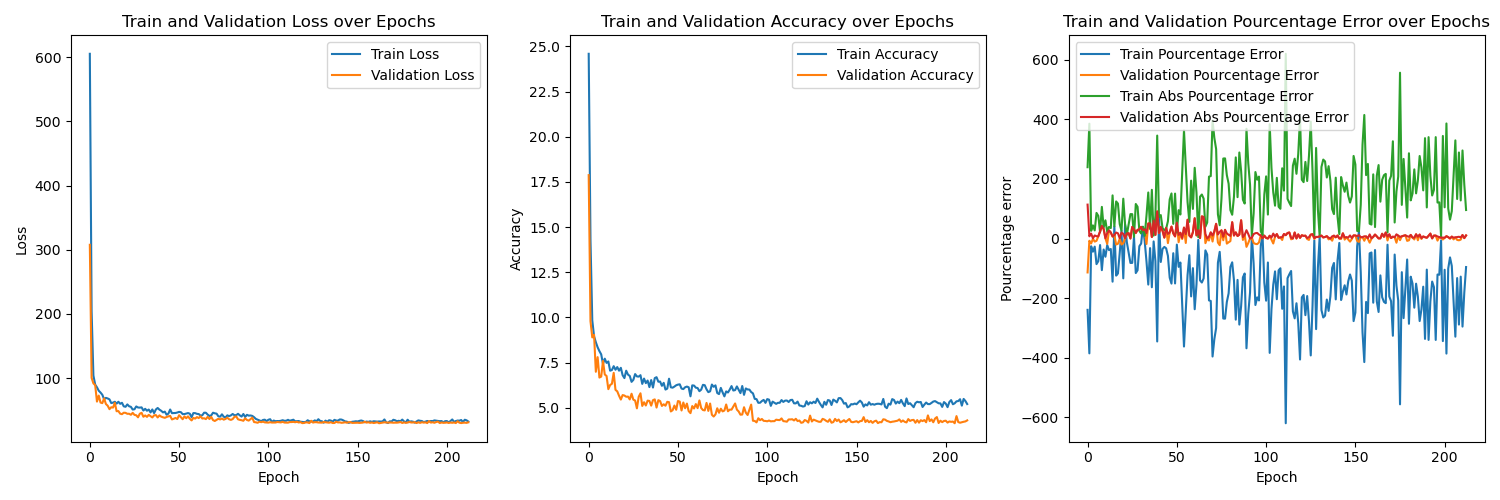 Train and Validation Loss over Epochs
Train Loss
Validation Loss
600
500
400
300
200
100
Loss
0
50
100
150
200
Epoch
Train and Validation Accuracy over Epochs
Train Accuracy
Validation Accuracy
25.0
22.5
20.0
17.5
15.0
12.5
10.0
7.5
5.0
Accuracy
0
50
100
150
200
Epoch
Train and Validation Pourcentage Error over Epochs
Train Pourcentage Error
Validation Pourcentage Error
Train Abs Pourcentage Error
Validation Abs Pourcentage Error
600
400
200
0
−200
−400
−600
Pourcentage error
0
50
100
150
200
Epoch